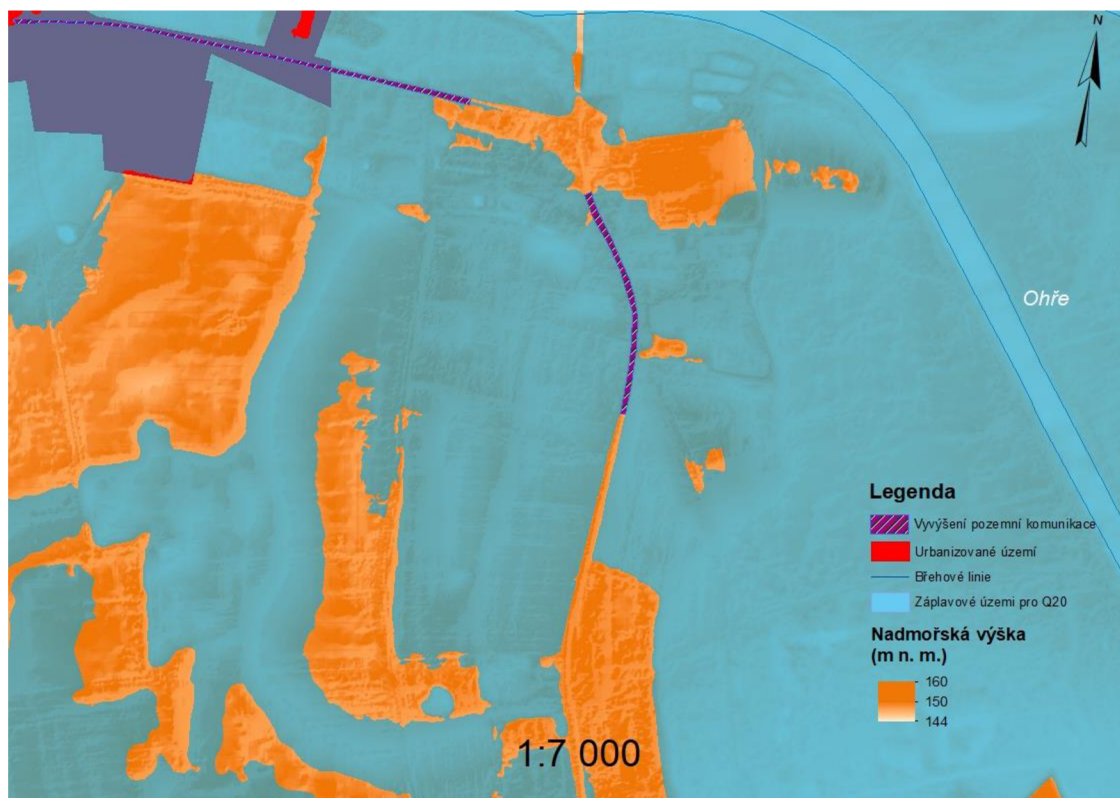 N
Ohře
Legenda
Vyvýšení pozemní komunikace
Urbanizované území
Břehové linie
Záplavové území pro Q20
Nadmořská výška
(m n. m.)
160
150
144
1:7 000